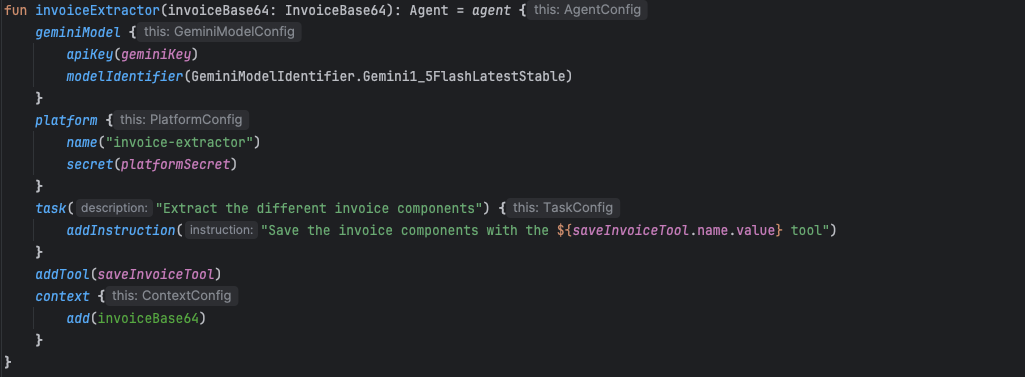 fun invoiceExtractor(invoiceBase64: InvoiceBase64): Agent = agent { this: AgentConfig
    geminiModel { this: GeminiModelConfig
        apiKey(geminiKey)
        modelIdentifier(GeminiModelIdentifier.Gemini1_5FlashLatestStable)
    }
    platform { this: PlatformConfig
        name("invoice-extractor")
        secret(platformSecret)
    }
    task( description: "Extract the different invoice components") { this: TaskConfig
        addInstruction( instruction: "Save the invoice components with the ${saveInvoiceTool.name.value} tool")
    }
    addTool(saveInvoiceTool)
    context { this: ContextConfig
        add(invoiceBase64)
    }
}